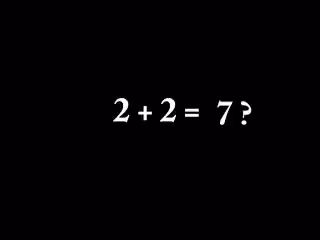 2 + 2 = 7 ?